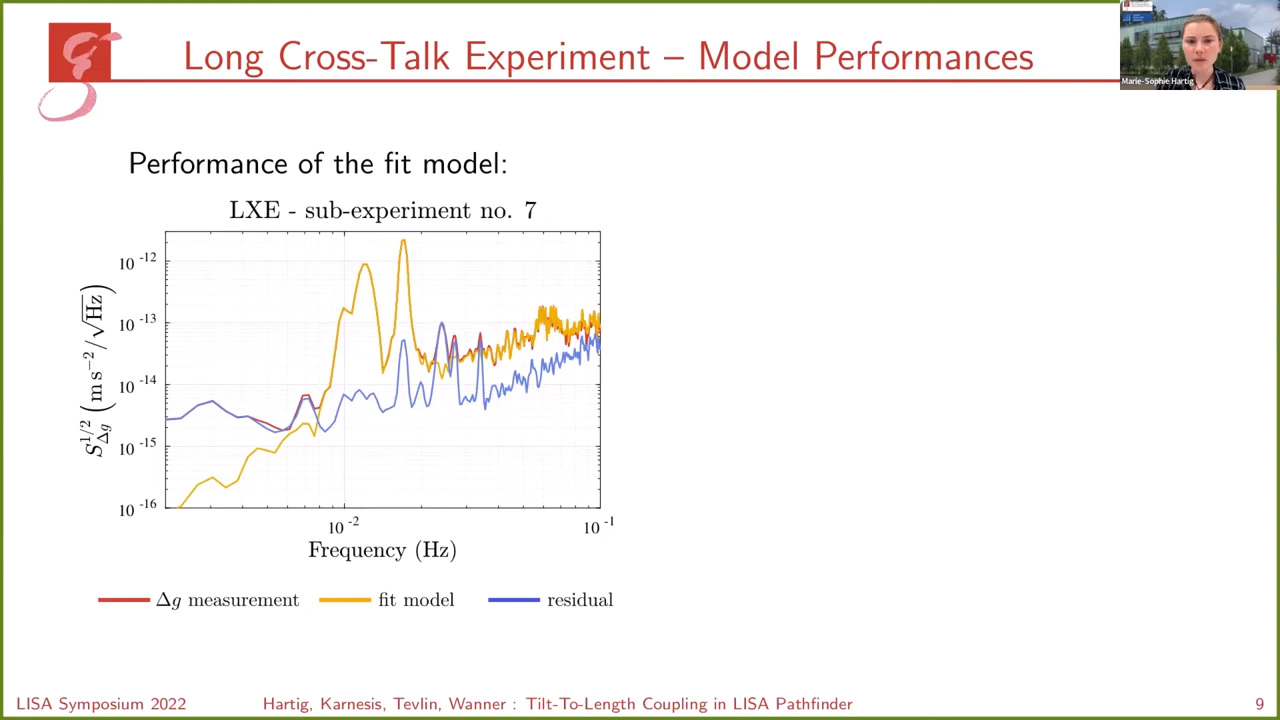 Long Cross-Talk Experiment – Model Performances
Marie-Sophie Hartig
Performance of the fit model:
LXE - sub-experiment no. 7
10 -12
10 -13
10 -14
10 -15
10 -16
S^{1/2}_{Δg} (m s^{-2}/√Hz)
10 -2
10 -1
Frequency (Hz)
Δg measurement
fit model
residual
LISA Symposium 2022
Hartig, Karnesis, Tevlin, Wanner : Tilt-To-Length Coupling in LISA Pathfinder
9